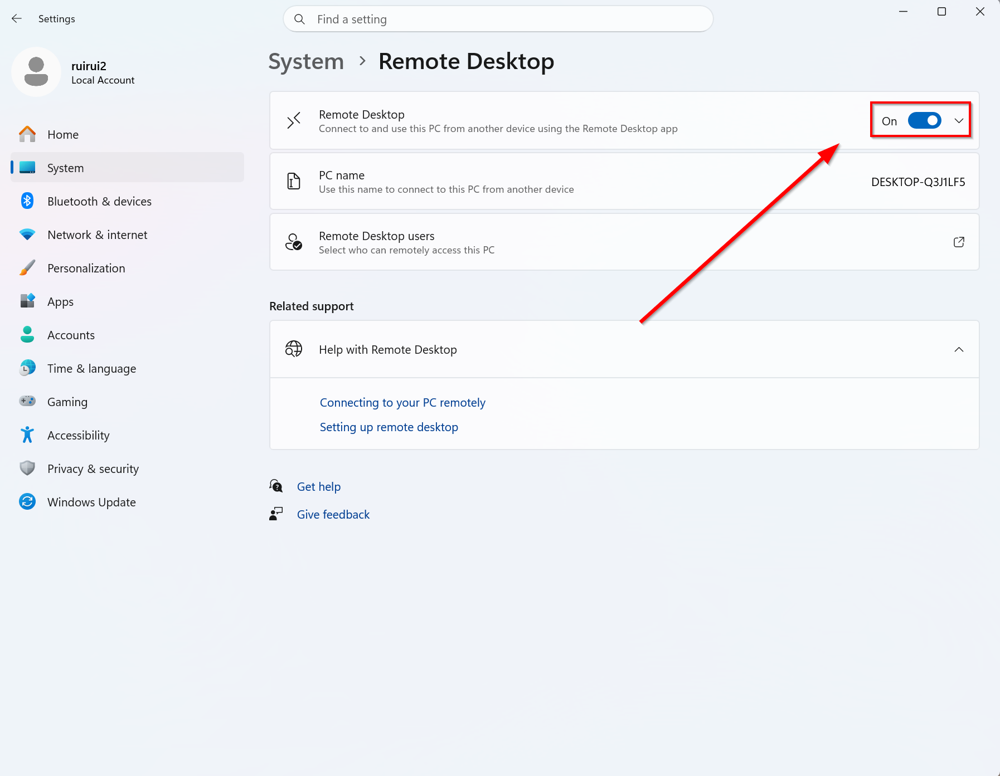 Settings
Find a setting
ruirui2
Local Account
Home
System
Bluetooth & devices
Network & internet
Personalization
Apps
Accounts
Time & language
Gaming
Accessibility
Privacy & security
Windows Update
System > Remote Desktop
Remote Desktop
Connect to and use this PC from another device using the Remote Desktop app
On
PC name
Use this name to connect to this PC from another device
DESKTOP-Q3J1LF5
Remote Desktop users
Select who can remotely access this PC
Related support
Help with Remote Desktop
Connecting to your PC remotely
Setting up remote desktop
Get help
Give feedback